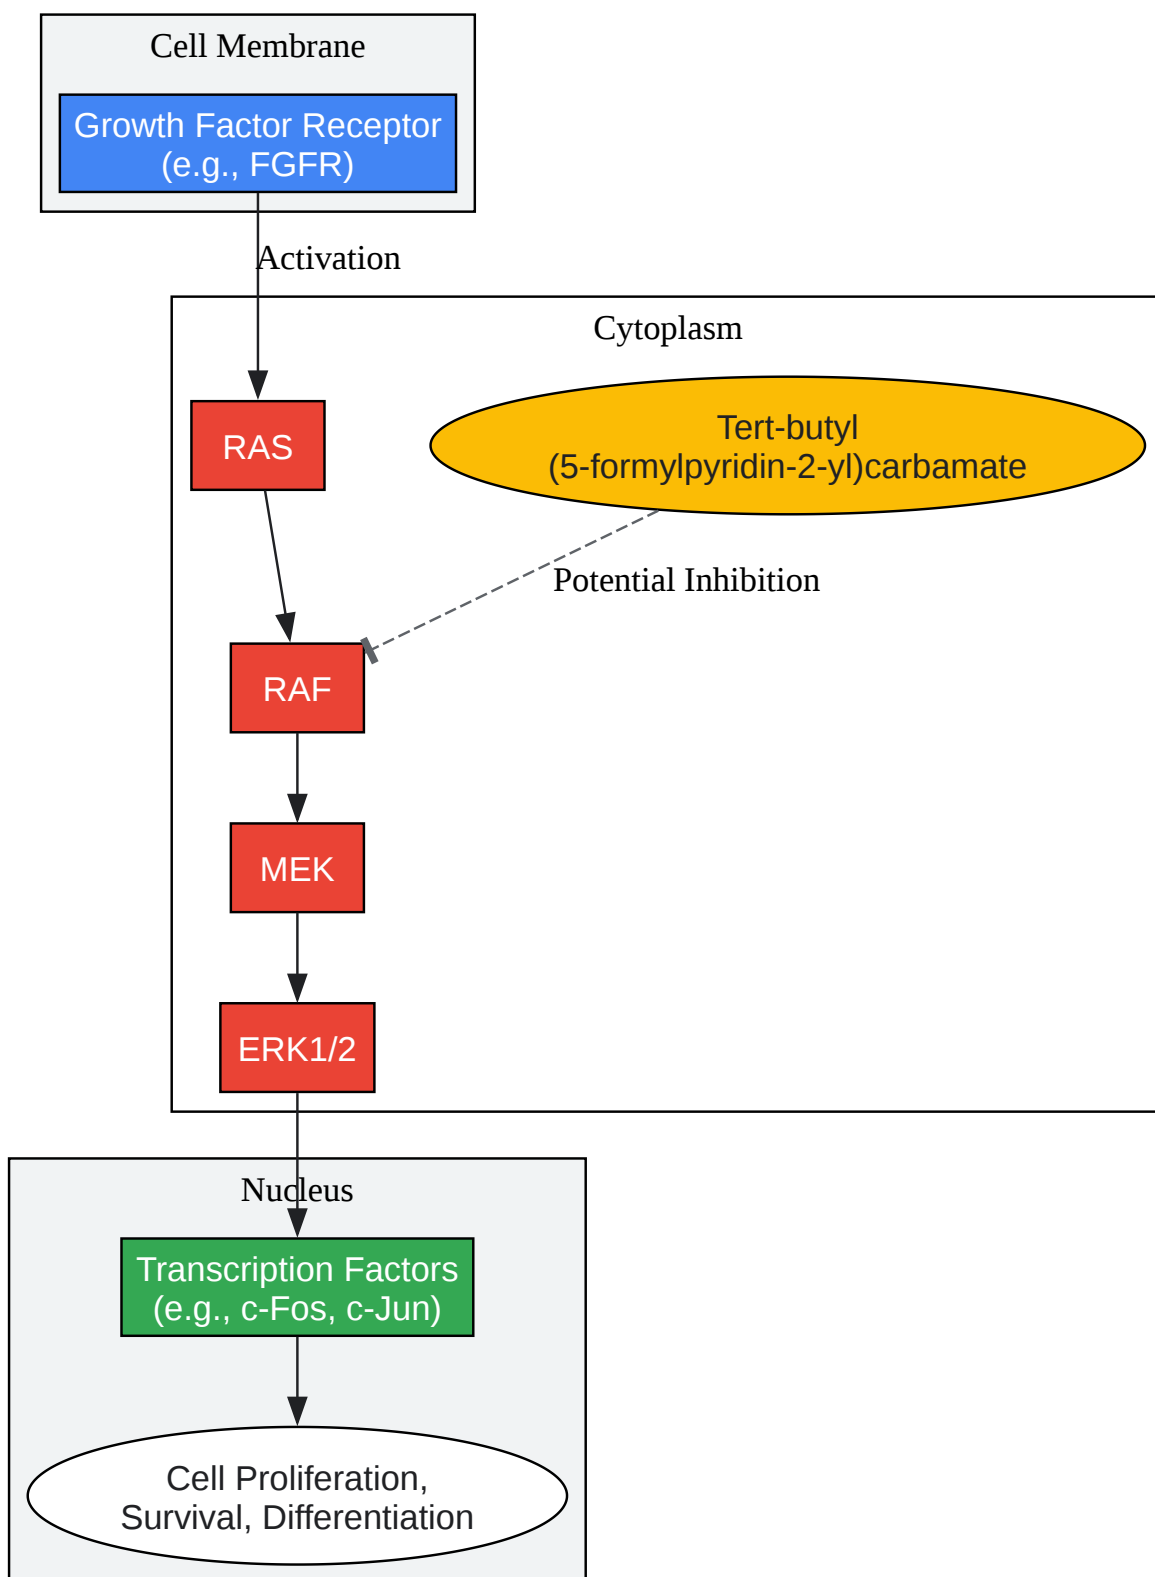 Cell Membrane
Growth Factor Receptor
(e.g., FGFR)
Activation
Cytoplasm
RAS
Tert-butyl
(5-formylpyridin-2-yl)carbamate
Potential Inhibition
RAF
MEK
ERK1/2
Nucleus
Transcription Factors
(e.g., c-Fos, c-Jun)
Cell Proliferation,
Survival, Differentiation